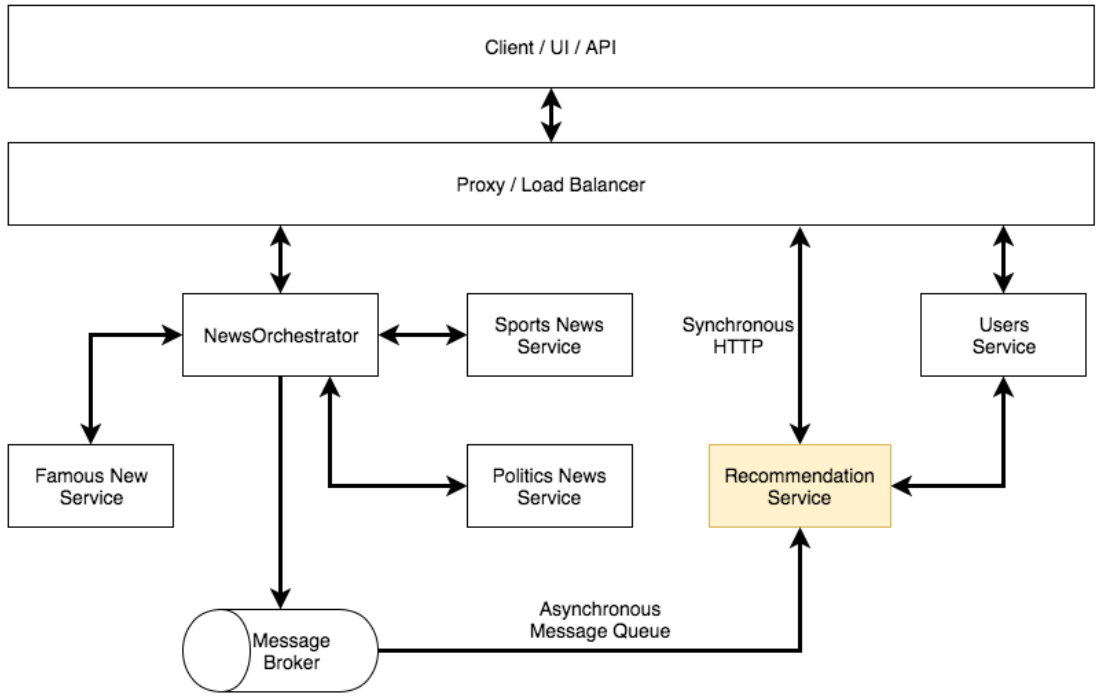 Client / UI / API
Proxy / Load Balancer
NewsOrchestrator
Sports News
Service
Synchronous
HTTP
Users
Service
Famous New
Service
Politics News
Service
Recommendation
Service
Asynchronous
Message Queue
Message
Broker